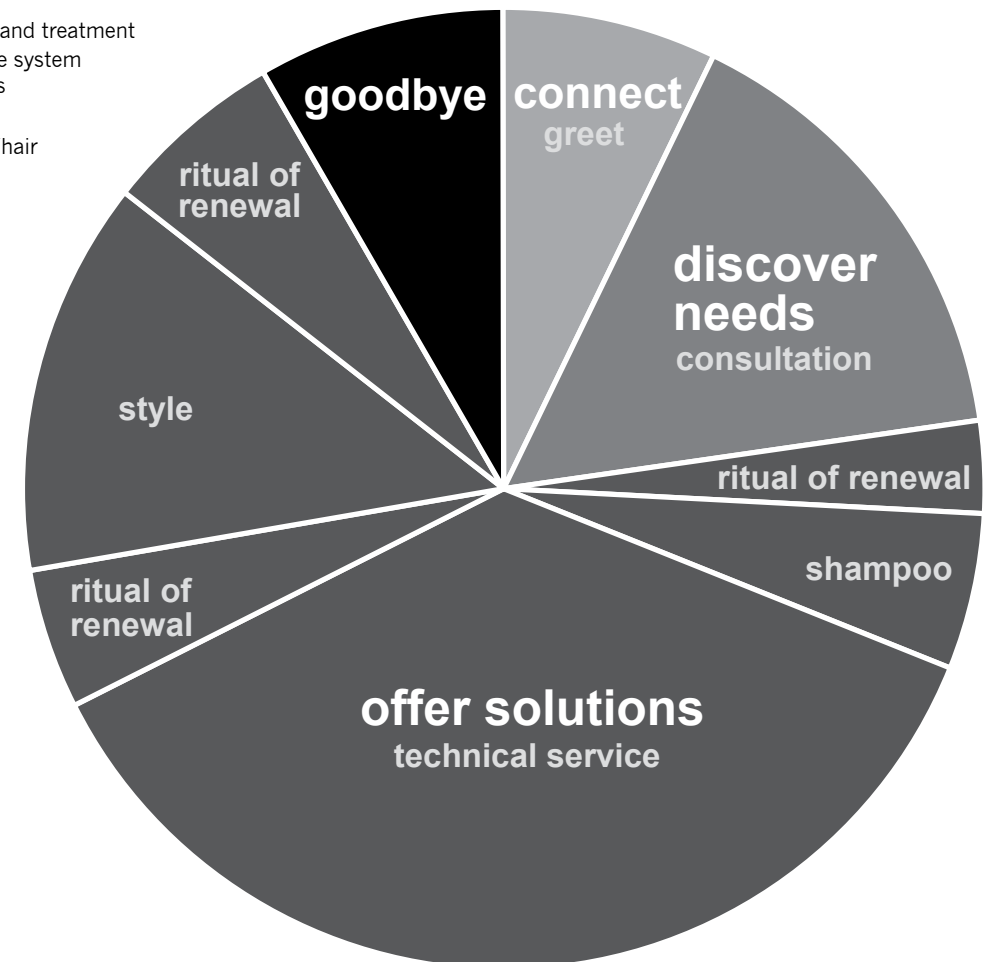 and treatment
e system
s
hair
goodbye
connect
greet
discover
needs
consultation
ritual of renewal
shampoo
offer solutions
technical service
ritual of
renewal
style
ritual of
renewal